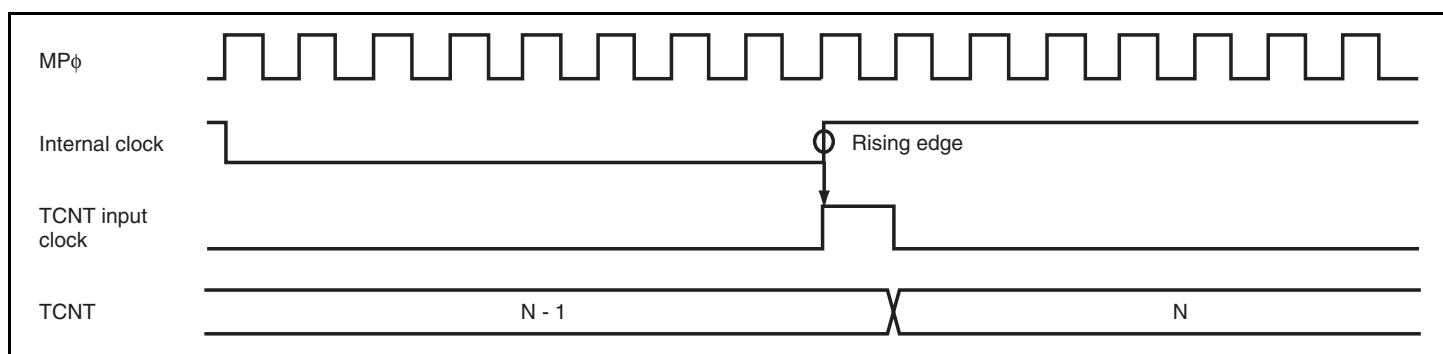 MPϕ
Internal clock
Rising edge
TCNT input
clock
TCNT
N - 1
N